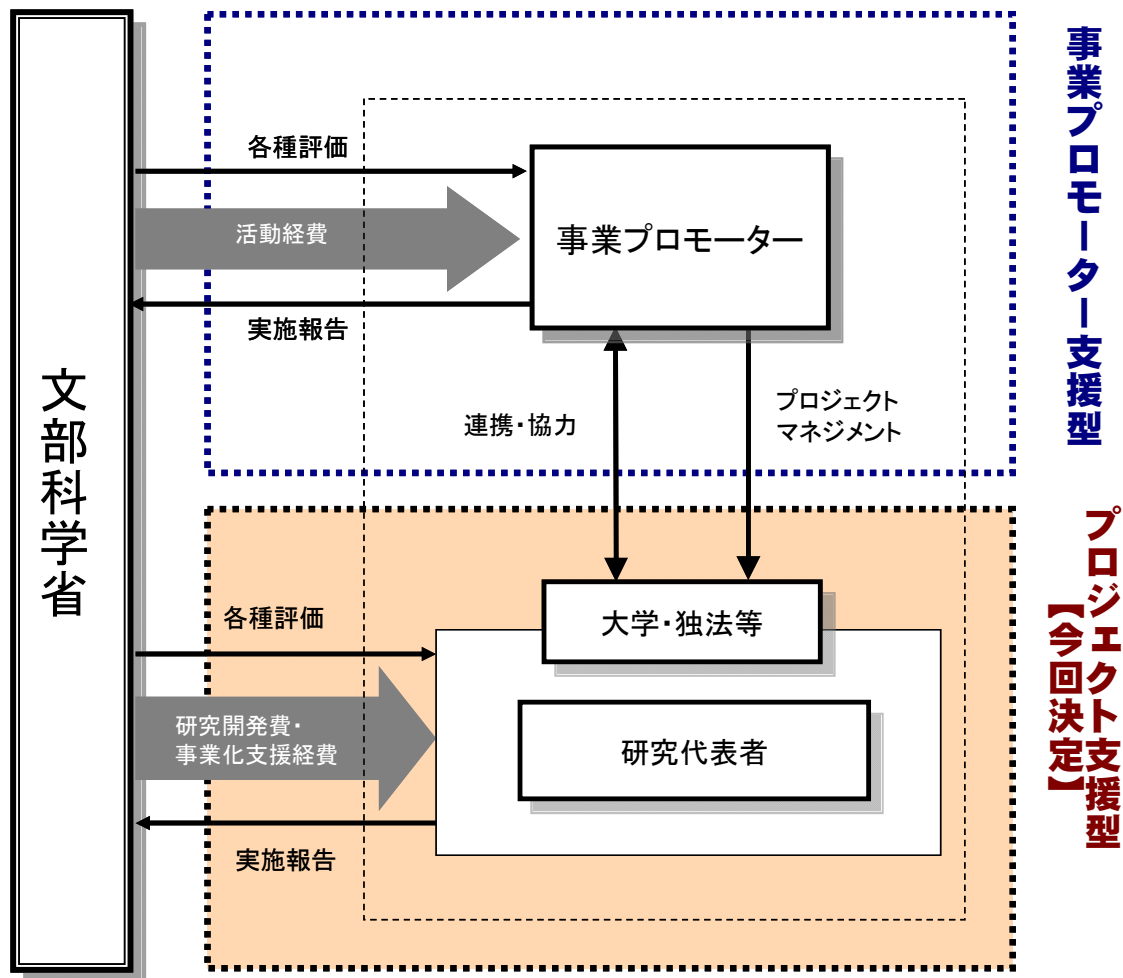 文部科学省
事業プロモーター支援型
各種評価
活動経費
実施報告
事業プロモーター
連携・協力
プロジェクト
マネジメント
プロジェクト支援型
【今回決定】
各種評価
研究開発費・
事業化支援経費
実施報告
大学・独法等
研究代表者